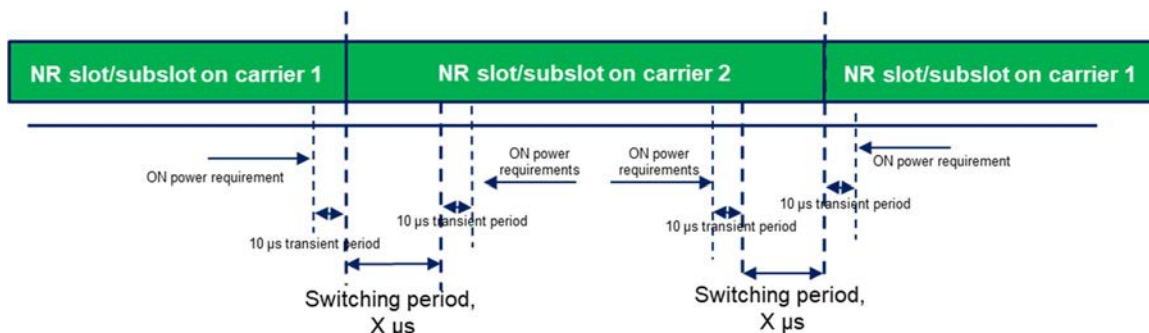 NR slot/subslot on carrier 1
NR slot/subslot on carrier 2
NR slot/subslot on carrier 1
ON power requirement
ON power
requirements
ON power
requirements
ON power requirement
10 µs transient period
10 µs transient period
10 µs transient period
10 µs transient period
Switching period,
X µs
Switching period,
X µs